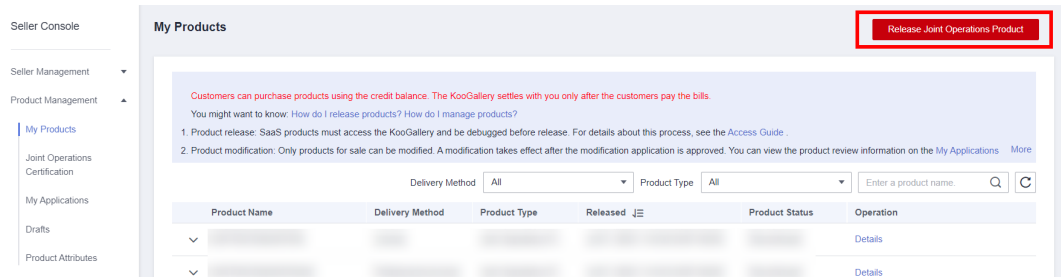 Seller Console
Seller Management
Product Management
My Products
Joint Operations
Certification
My Applications
Drafts
Product Attributes
My Products
Release Joint Operations Product
Customers can purchase products using the credit balance. The KooGallery settles with you only after the customers pay the bills.
You might want to know: How do I release products? How do I manage products?
1. Product release: SaaS products must access the KooGallery and be debugged before release. For details about this process, see the Access Guide .
2. Product modification: Only products for sale can be modified. A modification takes effect after the modification application is approved. You can view the product review information on the My Applications More
Delivery Method All Product Type All Enter a product name.
Product Name Delivery Method Product Type Released Product Status Operation
Details
Details